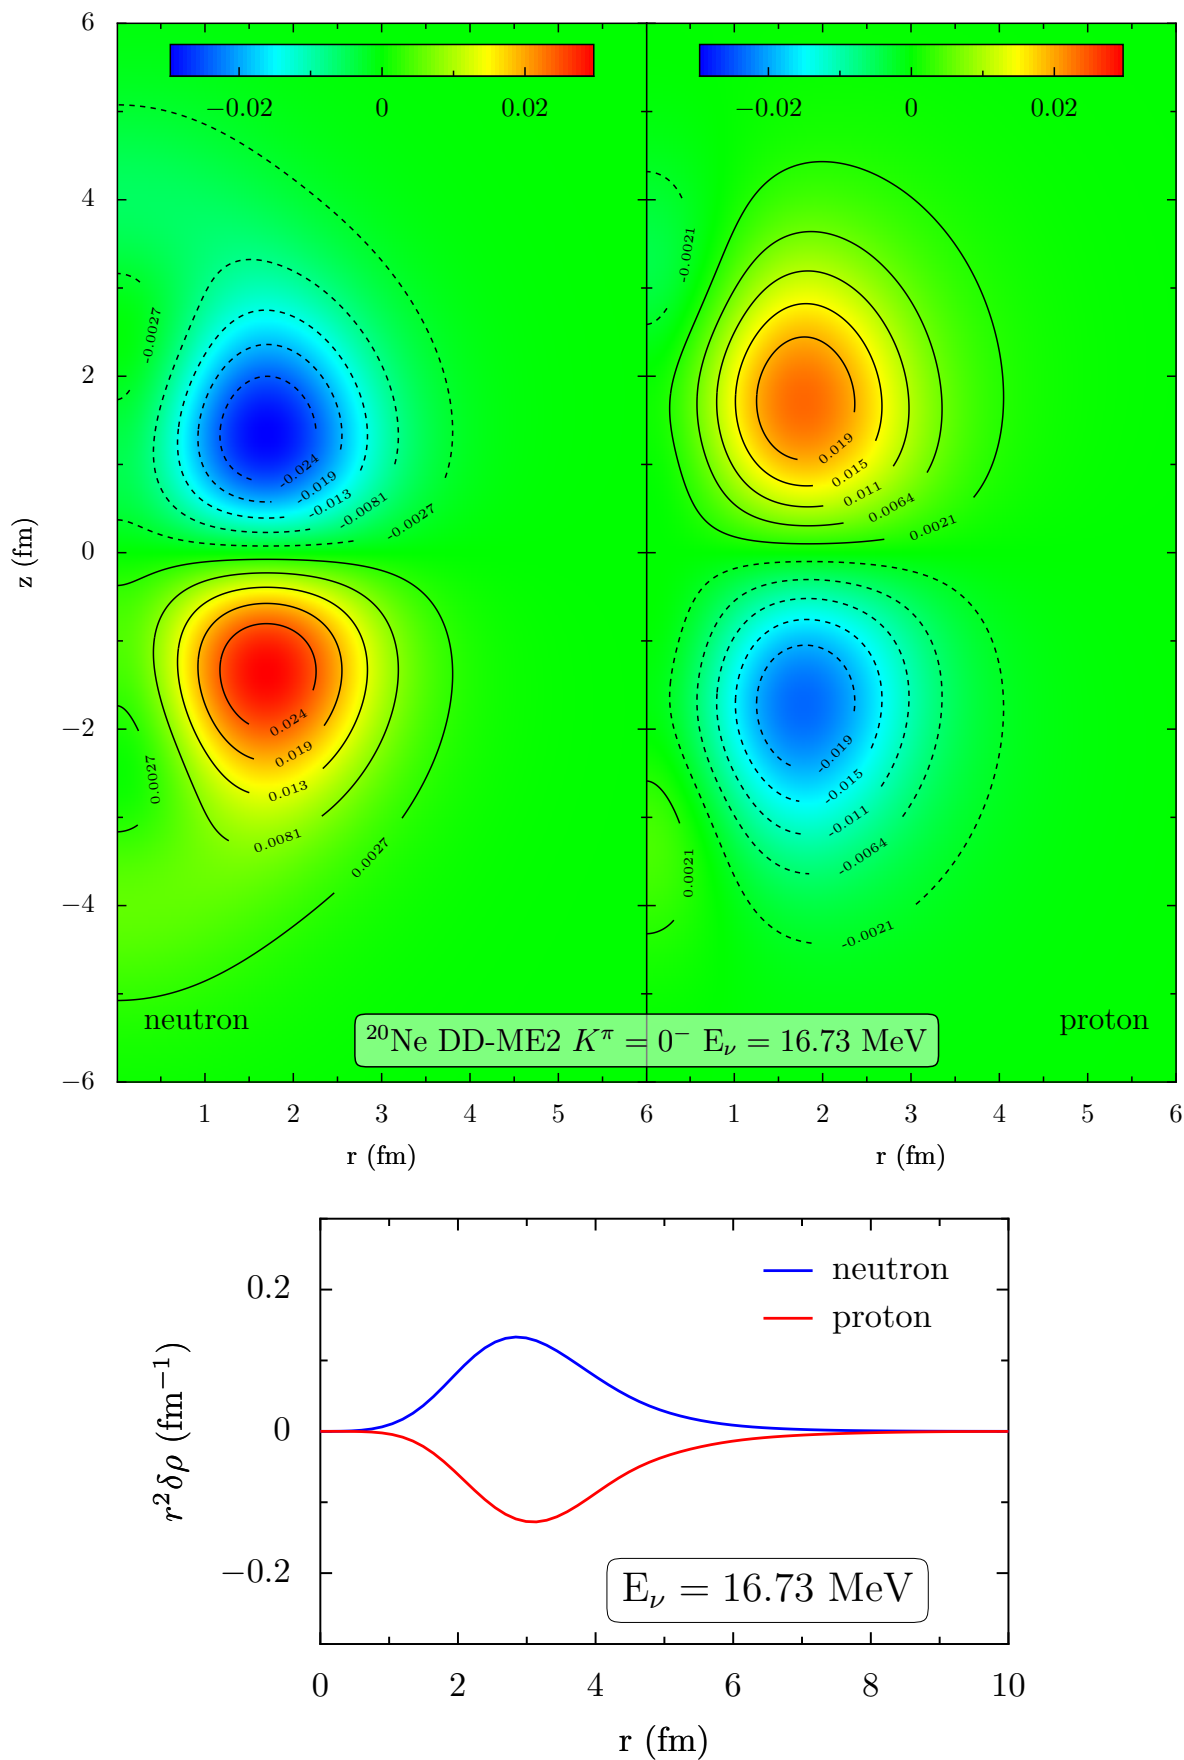 6
−0.02 0 0.02
−0.02 0 0.02
4
-0.0021
-0.0027
2
0.019
-0.024
0.015
-0.019
0.011
-0.013
0.0064
-0.0081
0.0021
-0.0027
z (fm)
0
0.024
−2
-0.019
0.019
0.0027
-0.015
0.013
-0.011
0.0081
-0.0064
0.0027
0.0021
−4
-0.0021
neutron
proton
²⁰Ne DD-ME2 K^π = 0⁻ E_ν = 16.73 MeV
−6
1 2 3 4 5 6 1 2 3 4 5 6
r (fm) r (fm)
neutron
0.2
proton
r²δρ (fm⁻¹)
0
−0.2
E_ν = 16.73 MeV
0 2 4 6 8 10
r (fm)